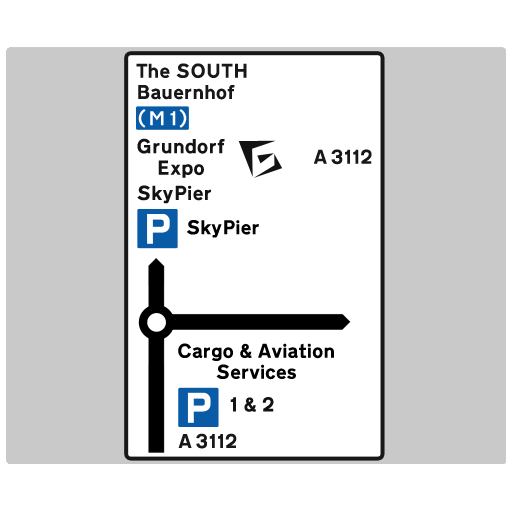 The SOUTH
Bauernhof
(M1)
Grundorf
Expo
A 3112
SkyPier
P SkyPier
Cargo & Aviation
Services
P 1 & 2
A 3112